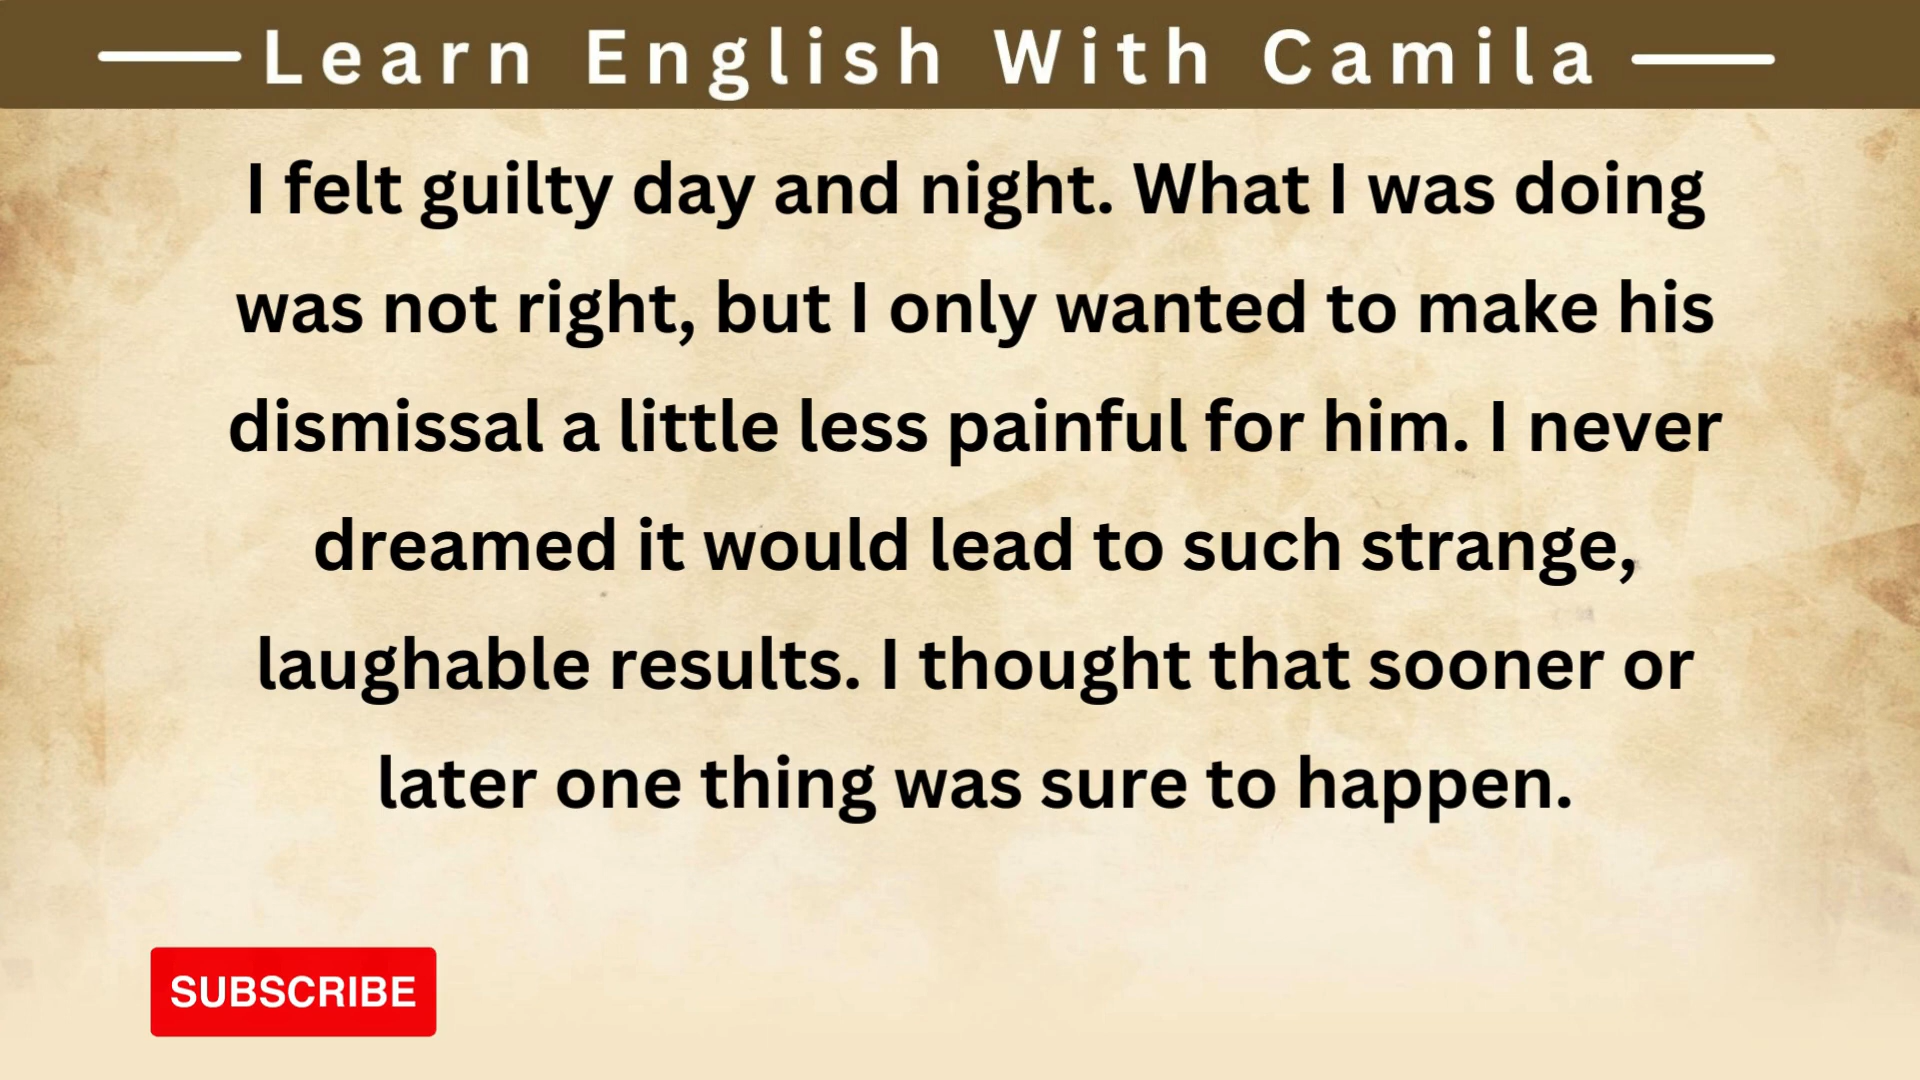 Learn English With Camila
I felt guilty day and night. What I was doing
was not right, but I only wanted to make his
dismissal a little less painful for him. I never
dreamed it would lead to such strange,
laughable results. I thought that sooner or
later one thing was sure to happen.
SUBSCRIBE